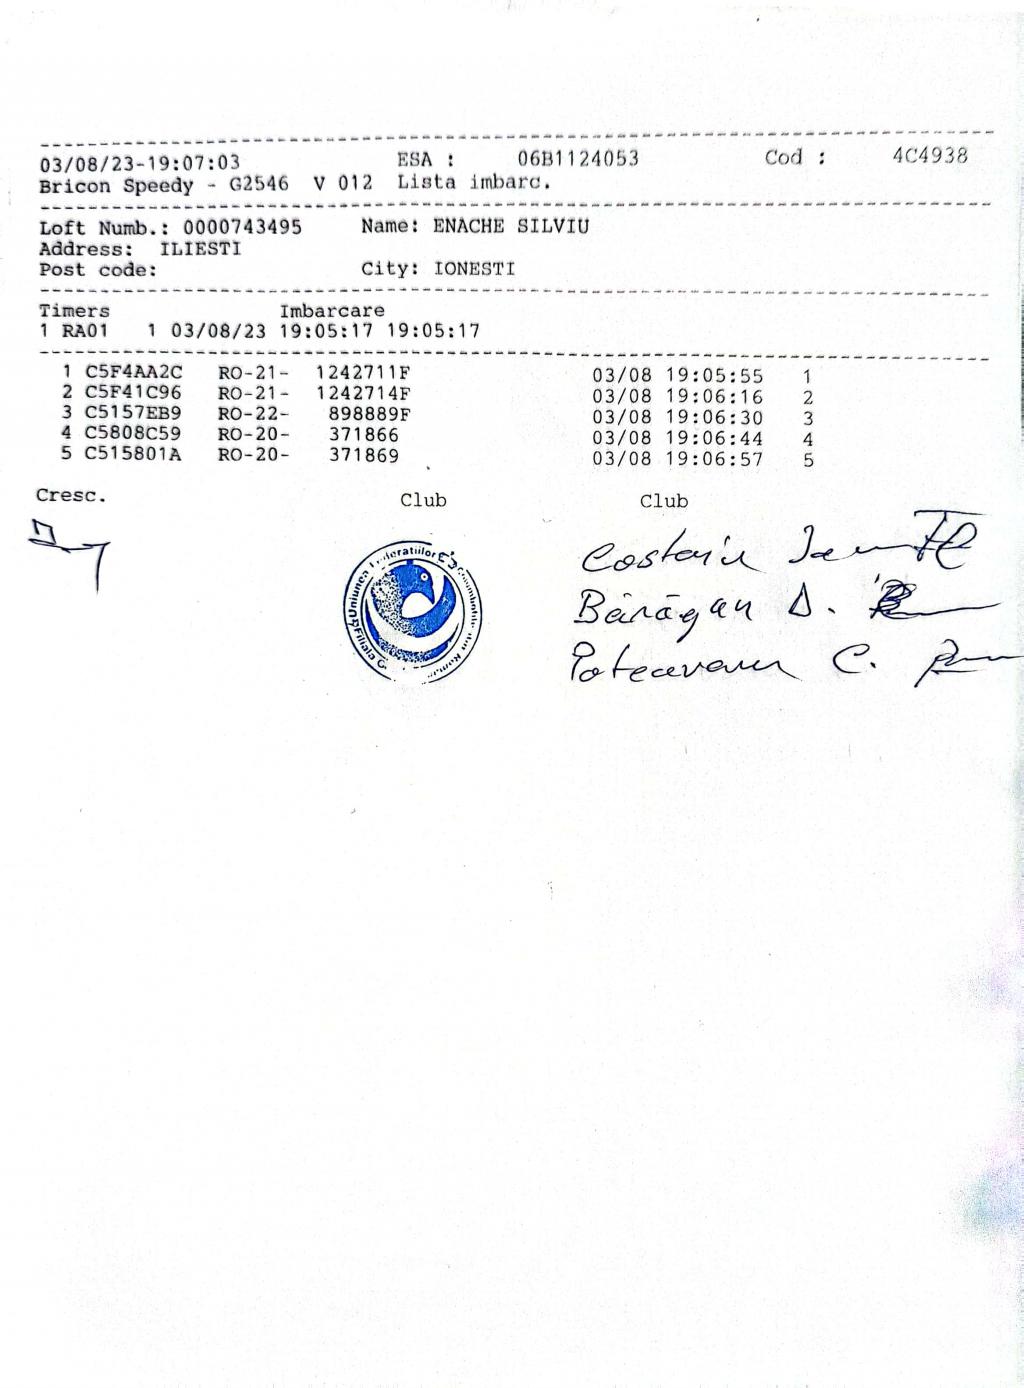 03/08/23-19:07:03 ESA : 06B1124053 Cod : 4C4938
Bricon Speedy - G2546 V 012 Lista imbarc.
Loft Numb.: 0000743495 Name: ENACHE SILVIU
Address: ILIESTI
Post code: City: IONESTI
Timers Imbarcare
1 RA01 1 03/08/23 19:05:17 19:05:17
1 C5F4AA2C RO-21- 1242711F 03/08 19:05:55 1
2 C5F41C96 RO-21- 1242714F 03/08 19:06:16 2
3 C5157EB9 RO-22- 898889F 03/08 19:06:30 3
4 C5808C59 RO-20- 371866 03/08 19:06:44 4
5 C515801A RO-20- 371869 03/08 19:06:57 5
Cresc. Club Club
Uniunea Federatiilor
Filiala
Bărăgan D.
C.